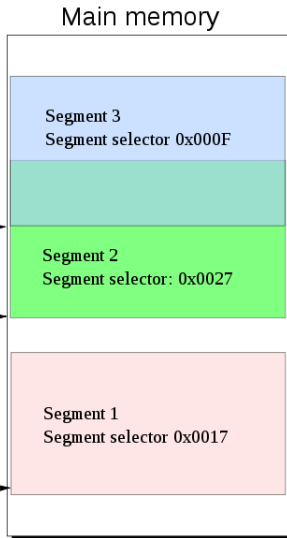 Main memory
Segment 3
Segment selector 0x000F
Segment 2
Segment selector: 0x0027
Segment 1
Segment selector 0x0017